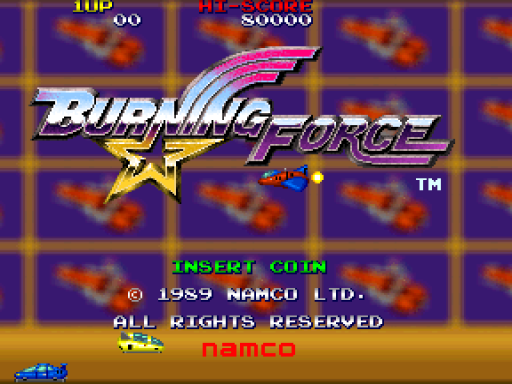 1UP HI-SCORE
00 80000
BURNING FORCE
TM
INSERT COIN
© 1989 NAMCO LTD.
ALL RIGHTS RESERVED
namco